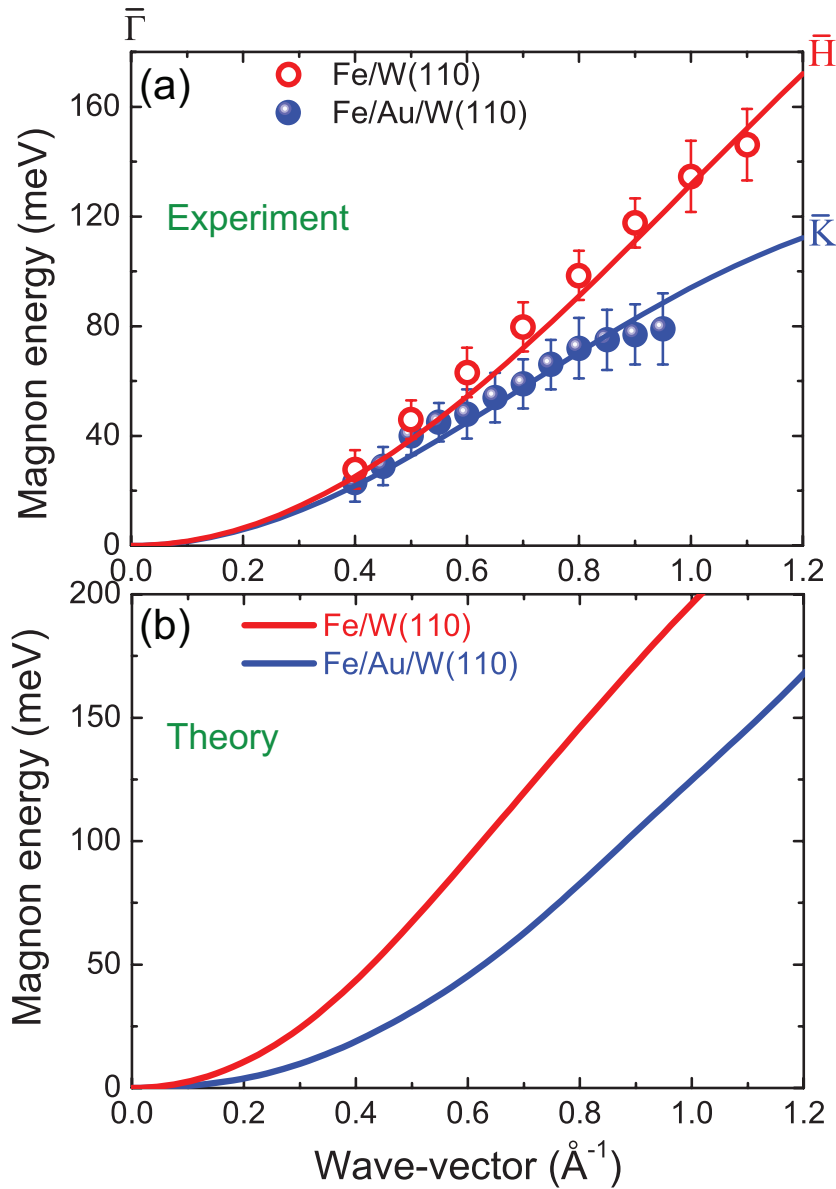 Γ̄
(a)
Fe/W(110)
Fe/Au/W(110)
Experiment
H̄
K̄
Magnon energy (meV)
160
120
80
40
0
0.0 0.2 0.4 0.6 0.8 1.0 1.2
(b)
Fe/W(110)
Fe/Au/W(110)
Theory
Magnon energy (meV)
200
150
100
50
0
0.0 0.2 0.4 0.6 0.8 1.0 1.2
Wave-vector (Å⁻¹)